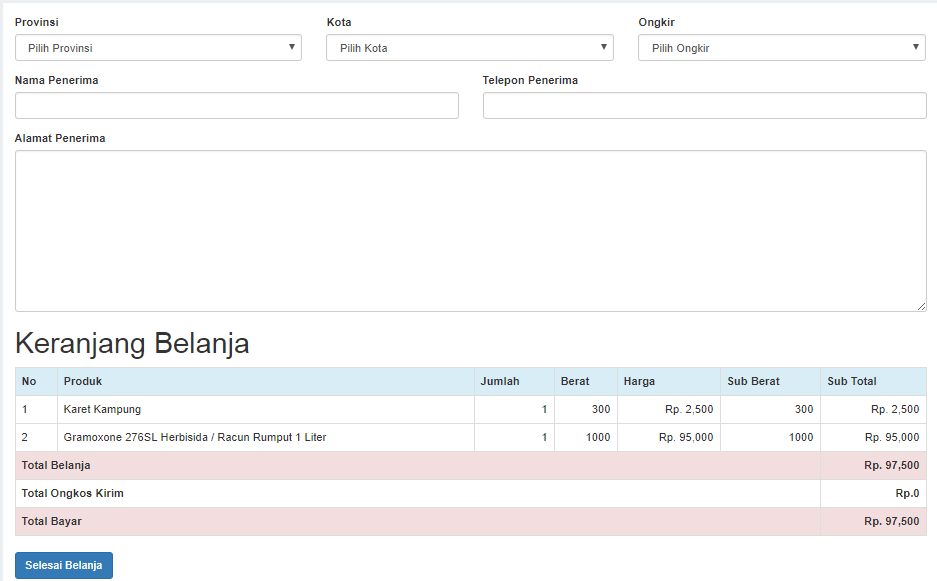 Provinsi Kota Ongkir
Pilih Provinsi Pilih Kota Pilih Ongkir
Nama Penerima Telepon Penerima
Alamat Penerima
Keranjang Belanja
No Produk Jumlah Berat Harga Sub Berat Sub Total
1 Karet Kampung 1 300 Rp. 2,500 300 Rp. 2,500
2 Gramoxone 276SL Herbisida / Racun Rumput 1 Liter 1 1000 Rp. 95,000 1000 Rp. 95,000
Total Belanja Rp. 97,500
Total Ongkos Kirim Rp.0
Total Bayar Rp. 97,500
Selesai Belanja